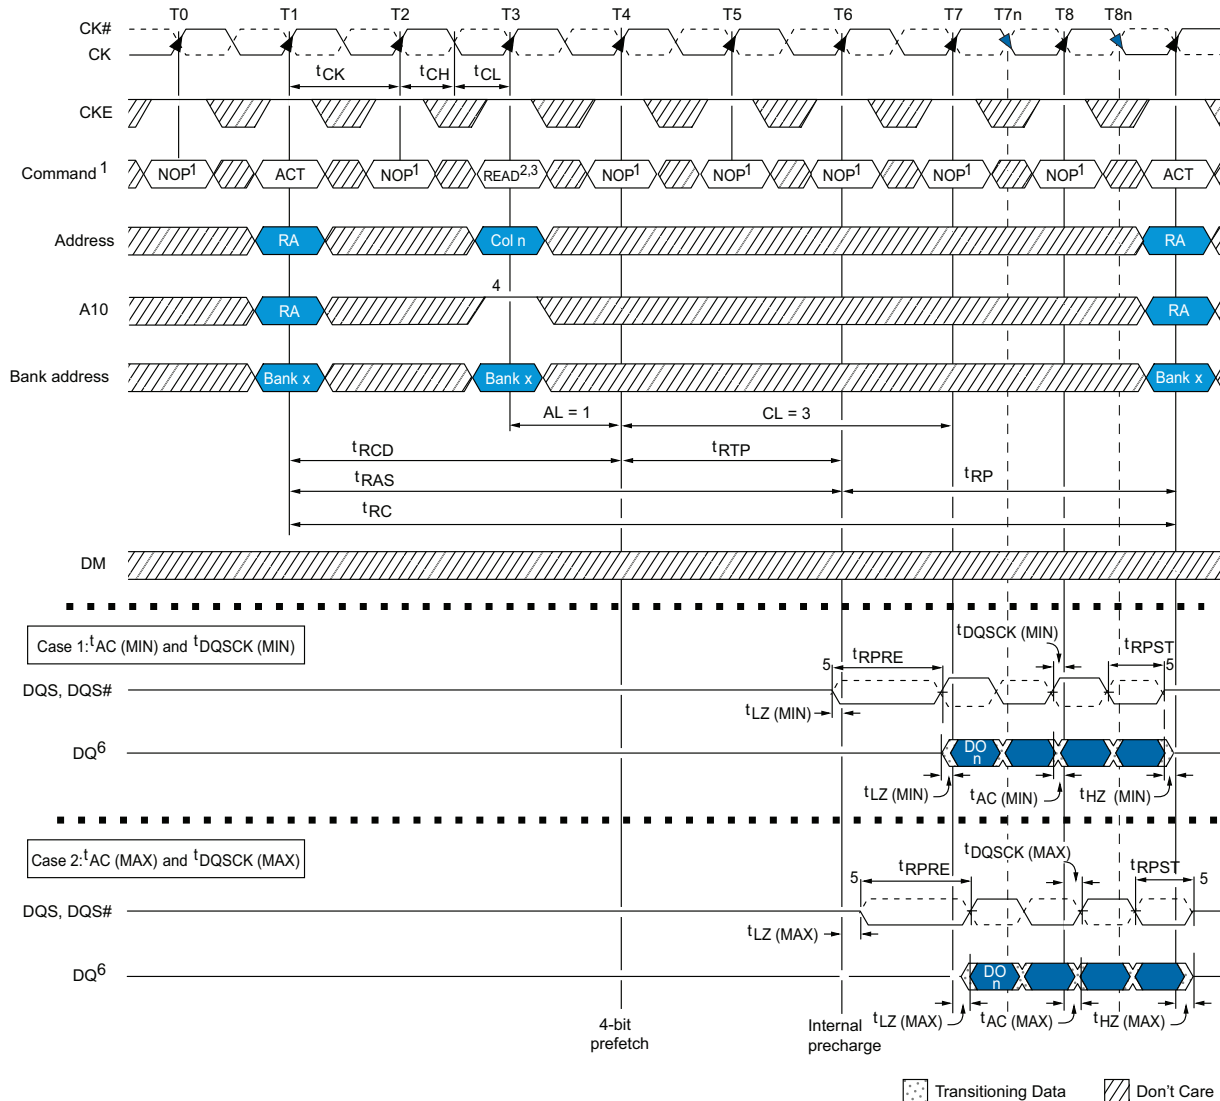 T0 T1 T2 T3 T4 T5 T6 T7 T7n T8 T8n
CK#
CK
tCK tCH tCL
CKE
Command 1 NOP1 ACT NOP1 READ2,3 NOP1 NOP1 NOP1 NOP1 NOP1 ACT
Address RA Col n RA
4
A10 RA RA
Bank address Bank x Bank x Bank x
AL = 1 CL = 3
tRCD tRTP
tRAS tRP
tRC
DM
Case 1:tAC (MIN) and tDQSCK (MIN)
tDQSCK (MIN)
5 tRPRE tRPST 5
DQS, DQS#
tLZ (MIN)
DQ6 DO
n
tLZ (MIN) tAC (MIN) tHZ (MIN)
Case 2:tAC (MAX) and tDQSCK (MAX)
tDQSCK (MAX)
5 tRPRE tRPST 5
DQS, DQS#
tLZ (MAX)
DQ6 DO
n
tLZ (MAX) tAC (MAX) tHZ (MAX)
4-bit
prefetch
Internal
precharge
Transitioning Data Don't Care